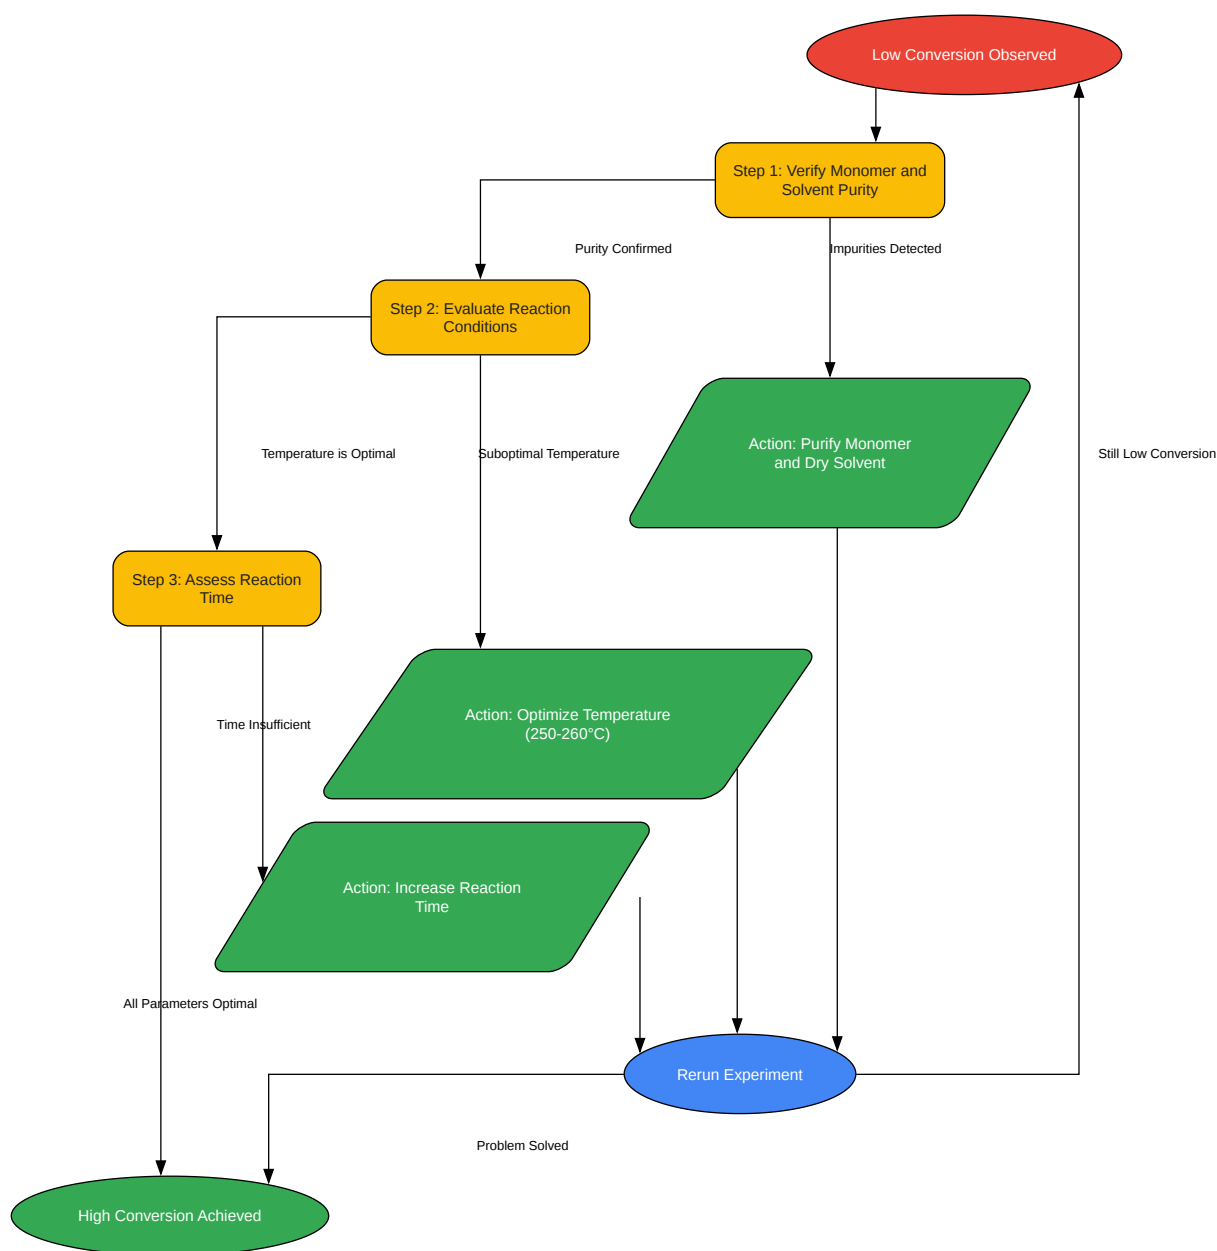 Low Conversion Observed
Step 1: Verify Monomer and
Solvent Purity
Purity Confirmed
Impurities Detected
Step 2: Evaluate Reaction
Conditions
Action: Purify Monomer
and Dry Solvent
Temperature is Optimal
Suboptimal Temperature
Still Low Conversion
Step 3: Assess Reaction
Time
Action: Optimize Temperature
(250-260°C)
Time Insufficient
Action: Increase Reaction
Time
All Parameters Optimal
Rerun Experiment
Problem Solved
High Conversion Achieved